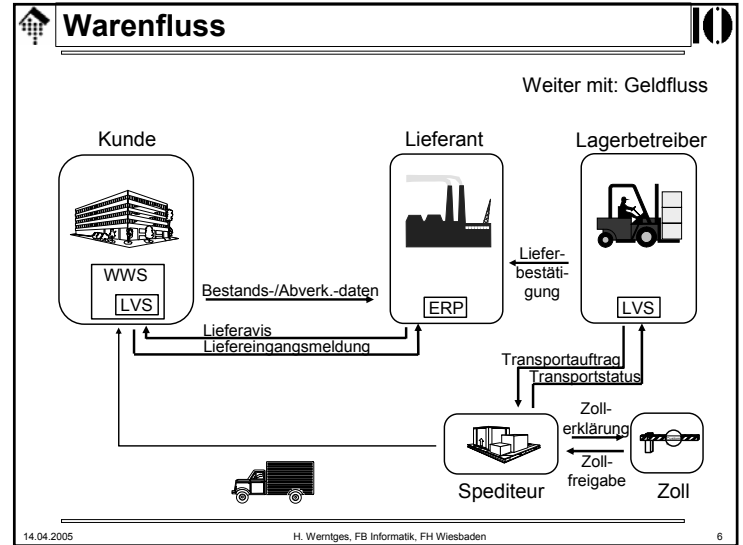 Warenfluss
Weiter mit: Geldfluss
Kunde
Lieferant
Lagerbetreiber
WWS
LVS
Bestands-/Abverk.-daten
ERP
Liefer-
bestäti-
gung
LVS
Lieferavis
Liefereingangsmeldung
Transportauftrag
Transportstatus
Zoll-
erklärung
Zoll-
freigabe
Spediteur
Zoll
14.04.2005
H. Werntges, FB Informatik, FH Wiesbaden
6